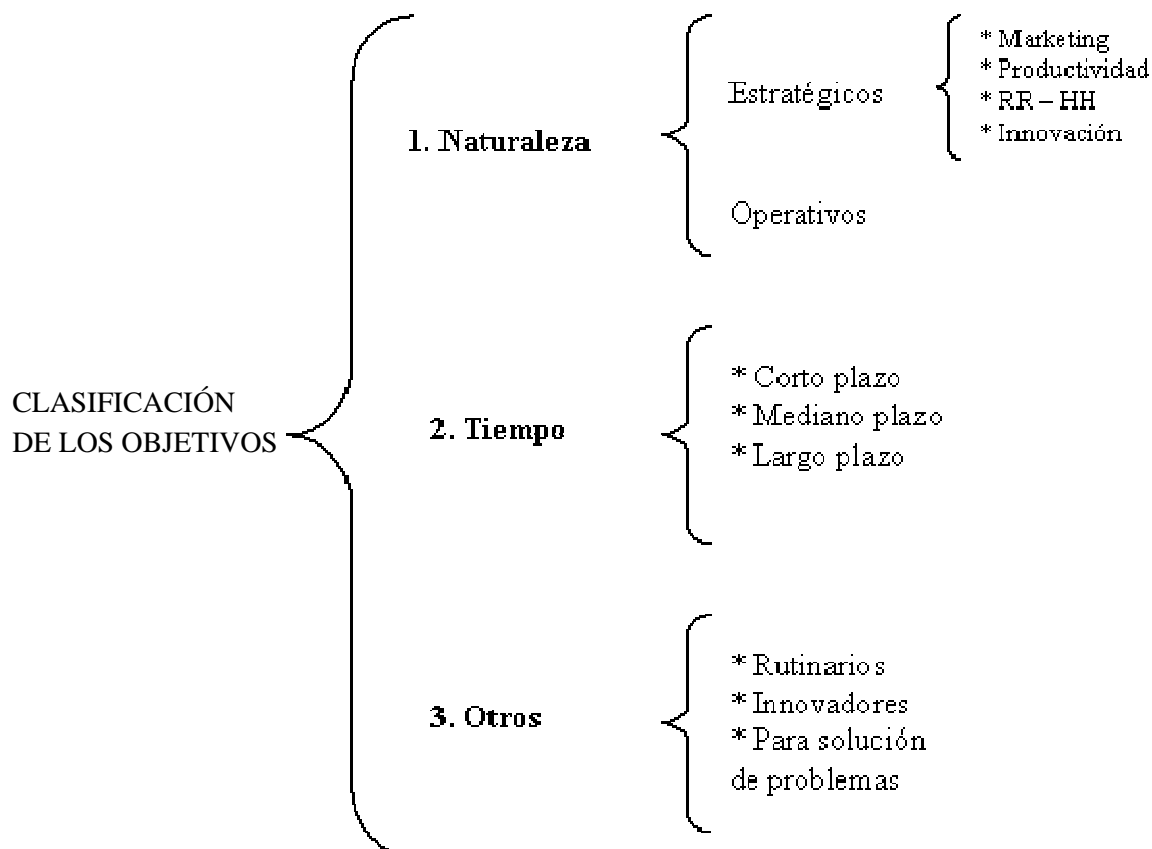 CLASIFICACIÓN
DE LOS OBJETIVOS
1. Naturaleza
Estratégicos
* Marketing
* Productividad
* RR – HH
* Innovación
Operativos
2. Tiempo
* Corto plazo
* Mediano plazo
* Largo plazo
3. Otros
* Rutinarios
* Innovadores
* Para solución
de problemas